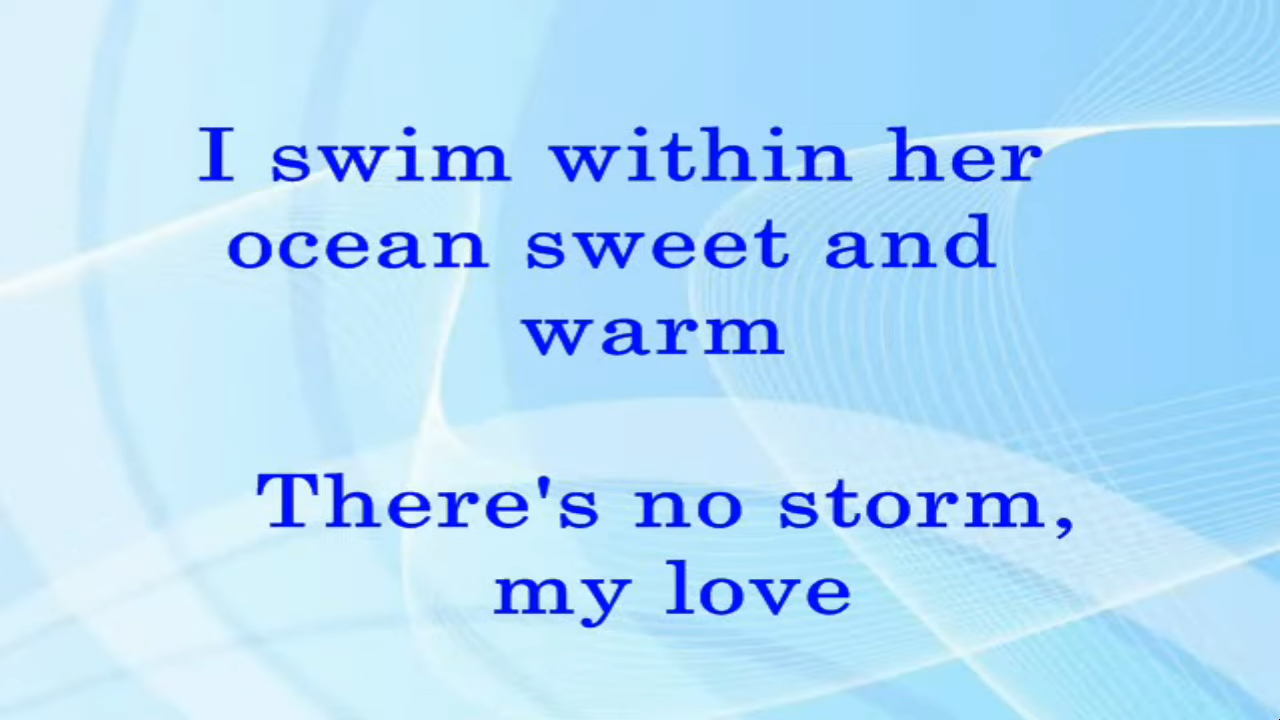 I swim within her
ocean sweet and
warm
There's no storm,
my love